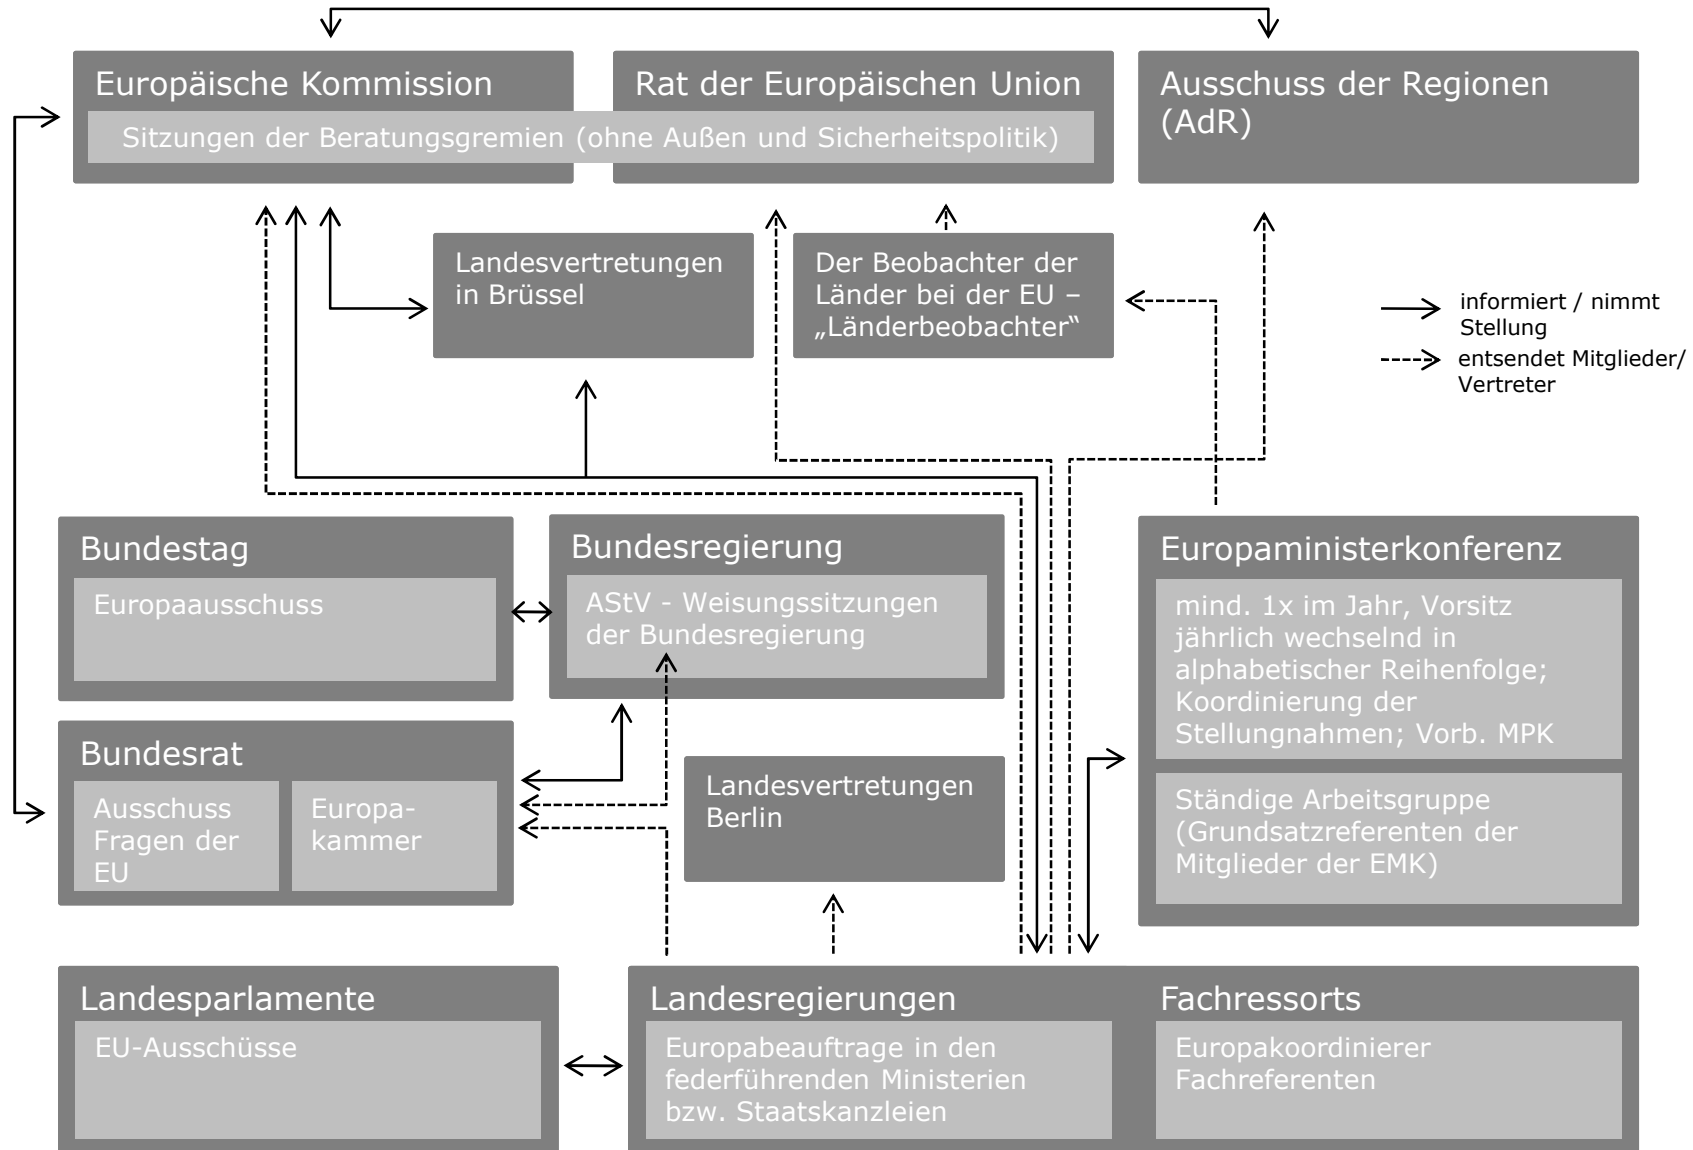 Europäische Kommission
Rat der Europäischen Union
Ausschuss der Regionen
(AdR)
Sitzungen der Beratungsgremien (ohne Außen und Sicherheitspolitik)
Landesvertretungen
in Brüssel
Der Beobachter der
Länder bei der EU –
„Länderbeobachter“
informiert / nimmt
Stellung
entsendet Mitglieder/
Vertreter
Bundestag
Europaausschuss
Bundesregierung
AStV - Weisungssitzungen
der Bundesregierung
Europaministerkonferenz
mind. 1x im Jahr, Vorsitz
jährlich wechselnd in
alphabetischer Reihenfolge;
Koordinierung der
Stellungnahmen; Vorb. MPK
Ständige Arbeitsgruppe
(Grundsatzreferenten der
Mitglieder der EMK)
Bundesrat
Ausschuss
Fragen der
EU
Europa-
kammer
Landesvertretungen
Berlin
Landesparlamente
EU-Ausschüsse
Landesregierungen
Europabeauftrage in den
federführenden Ministerien
bzw. Staatskanzleien
Fachressorts
Europakoordinierer
Fachreferenten